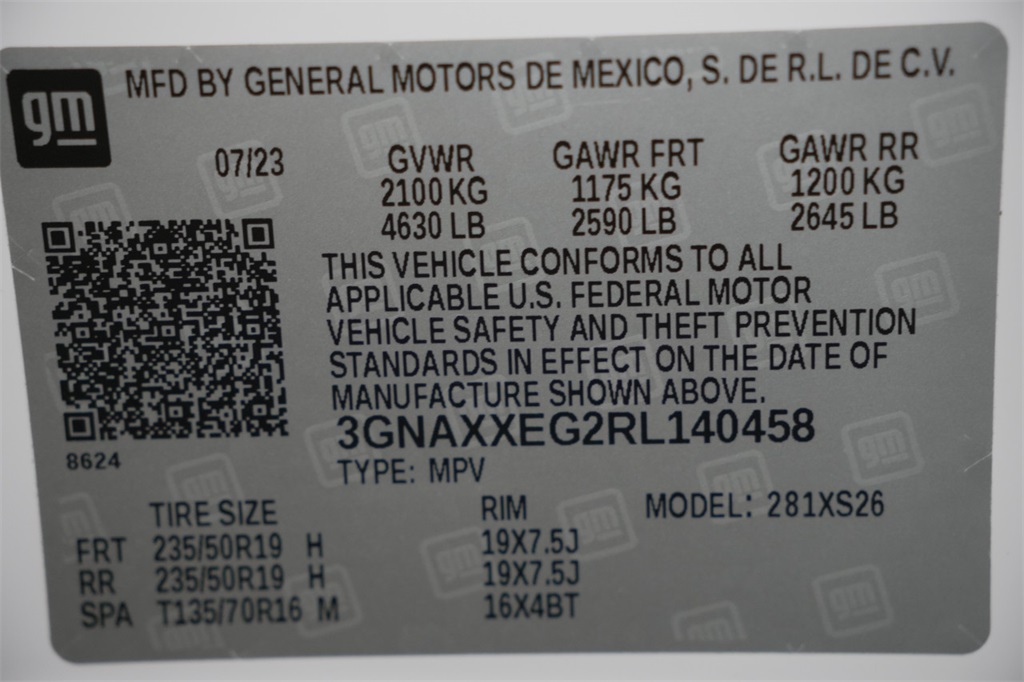 gm
MFD BY GENERAL MOTORS DE MEXICO, S. DE R.L. DE C.V.
07/23 GVWR GAWR FRT GAWR RR
2100 KG 1175 KG 1200 KG
4630 LB 2590 LB 2645 LB
THIS VEHICLE CONFORMS TO ALL
APPLICABLE U.S. FEDERAL MOTOR
VEHICLE SAFETY AND THEFT PREVENTION
STANDARDS IN EFFECT ON THE DATE OF
MANUFACTURE SHOWN ABOVE.
3GNAXXEG2RL140458
8624
TYPE: MPV
TIRE SIZE RIM MODEL: 281XS26
FRT 235/50R19 H 19X7.5J
RR 235/50R19 H 19X7.5J
SPA T135/70R16 M 16X4BT